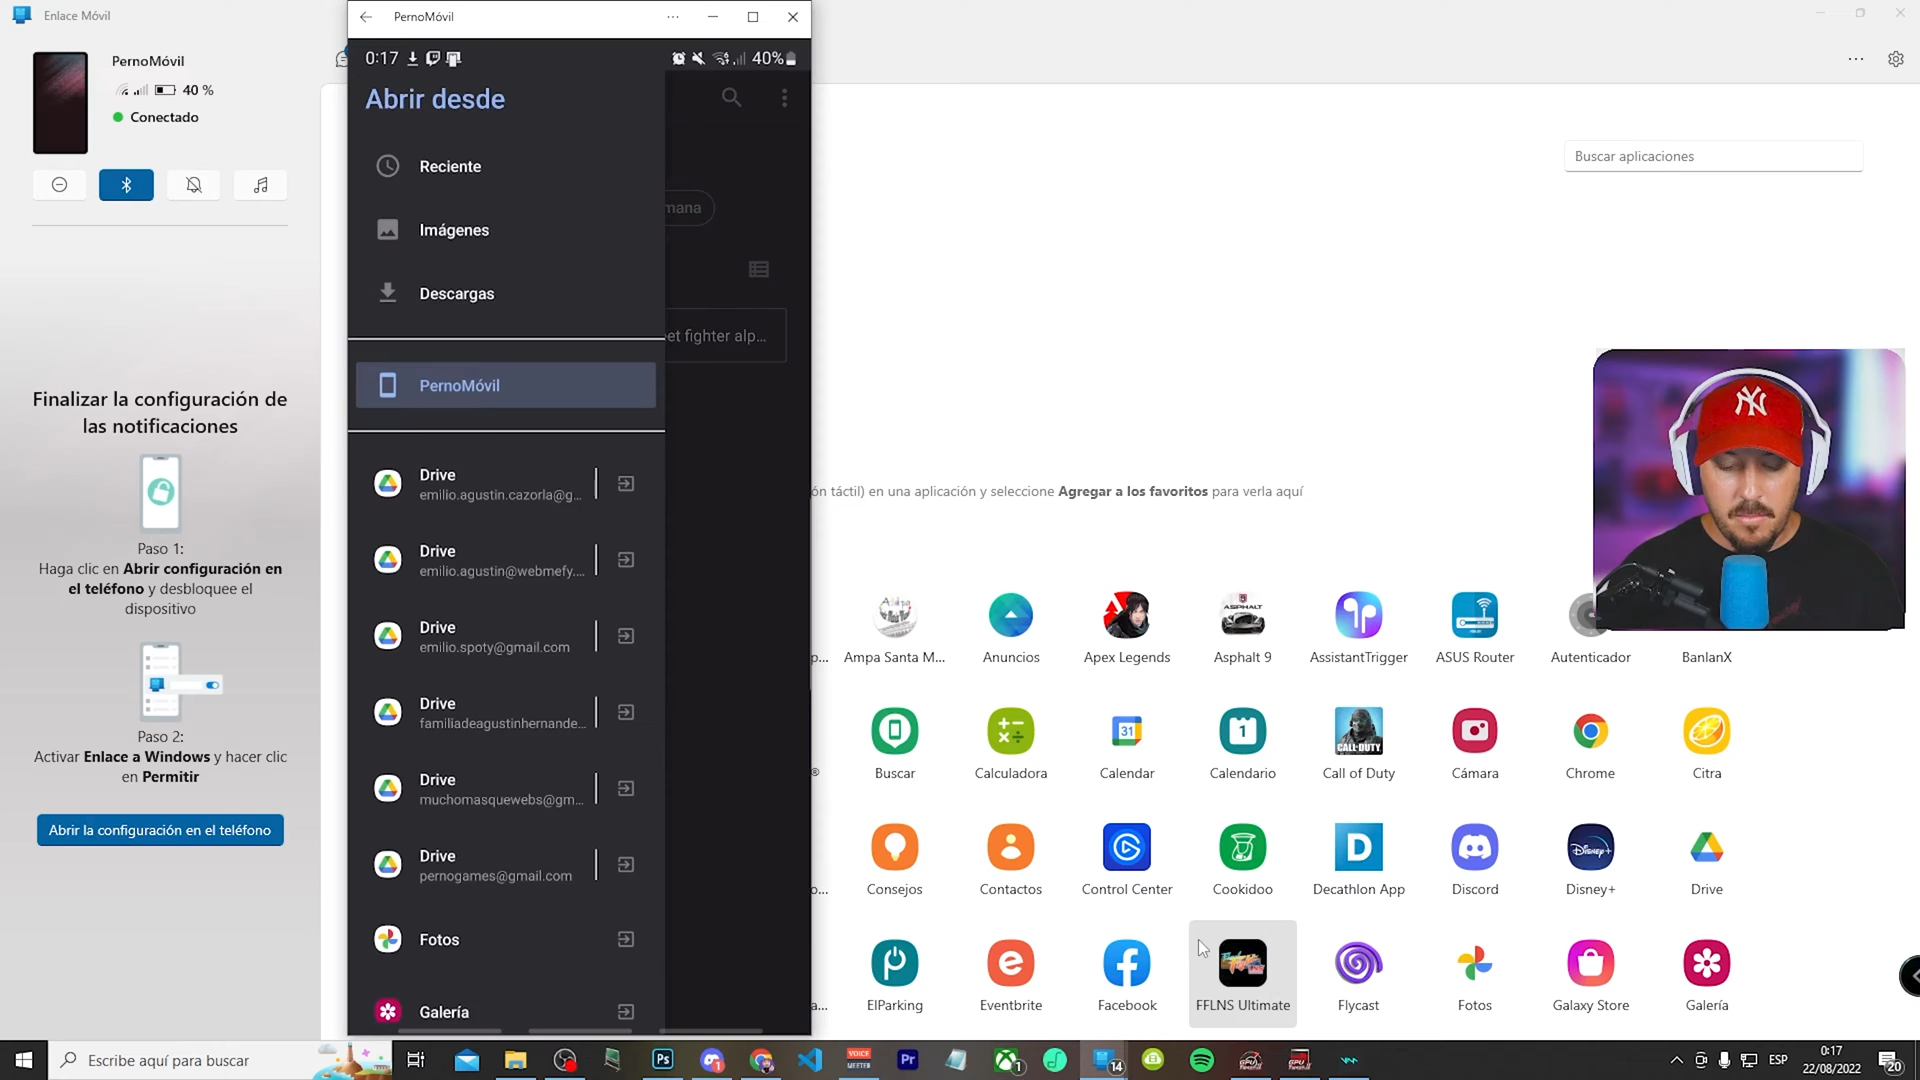 Enlace Móvil
PernoMóvil
40 %
Conectado
Finalizar la configuración de
las notificaciones
Paso 1:
Haga clic en Abrir configuración en
el teléfono y desbloquee el
dispositivo
Paso 2:
Activar Enlace a Windows y hacer clic
en Permitir
Abrir la configuración en el teléfono
PernoMóvil
0:17
40%
Abrir desde
Reciente
Imágenes
Descargas
PernoMóvil
Drive
emilio.agustin.cazorla@g...
Drive
emilio.agustin@webmefy....
Drive
emilio.spoty@gmail.com
Drive
familiadeagustinhernande...
Drive
muchomasquewebs@gm...
Drive
pernogames@gmail.com
Fotos
Galería
mana
et fighter alp...
Buscar aplicaciones
ón táctil) en una aplicación y seleccione Agregar a los favoritos para verla aquí
p... Ampa Santa M... Anuncios Apex Legends Asphalt 9 AssistantTrigger ASUS Router Autenticador BanlanX
Buscar Calculadora Calendar Calendario Call of Duty Cámara Chrome Citra
o... Consejos Contactos Control Center Cookidoo Decathlon App Discord Disney+ Drive
a... ElParking Eventbrite Facebook FFLNS Ultimate Flycast Fotos Galaxy Store Galería
Escribe aquí para buscar
ESP
0:17
22/08/2022